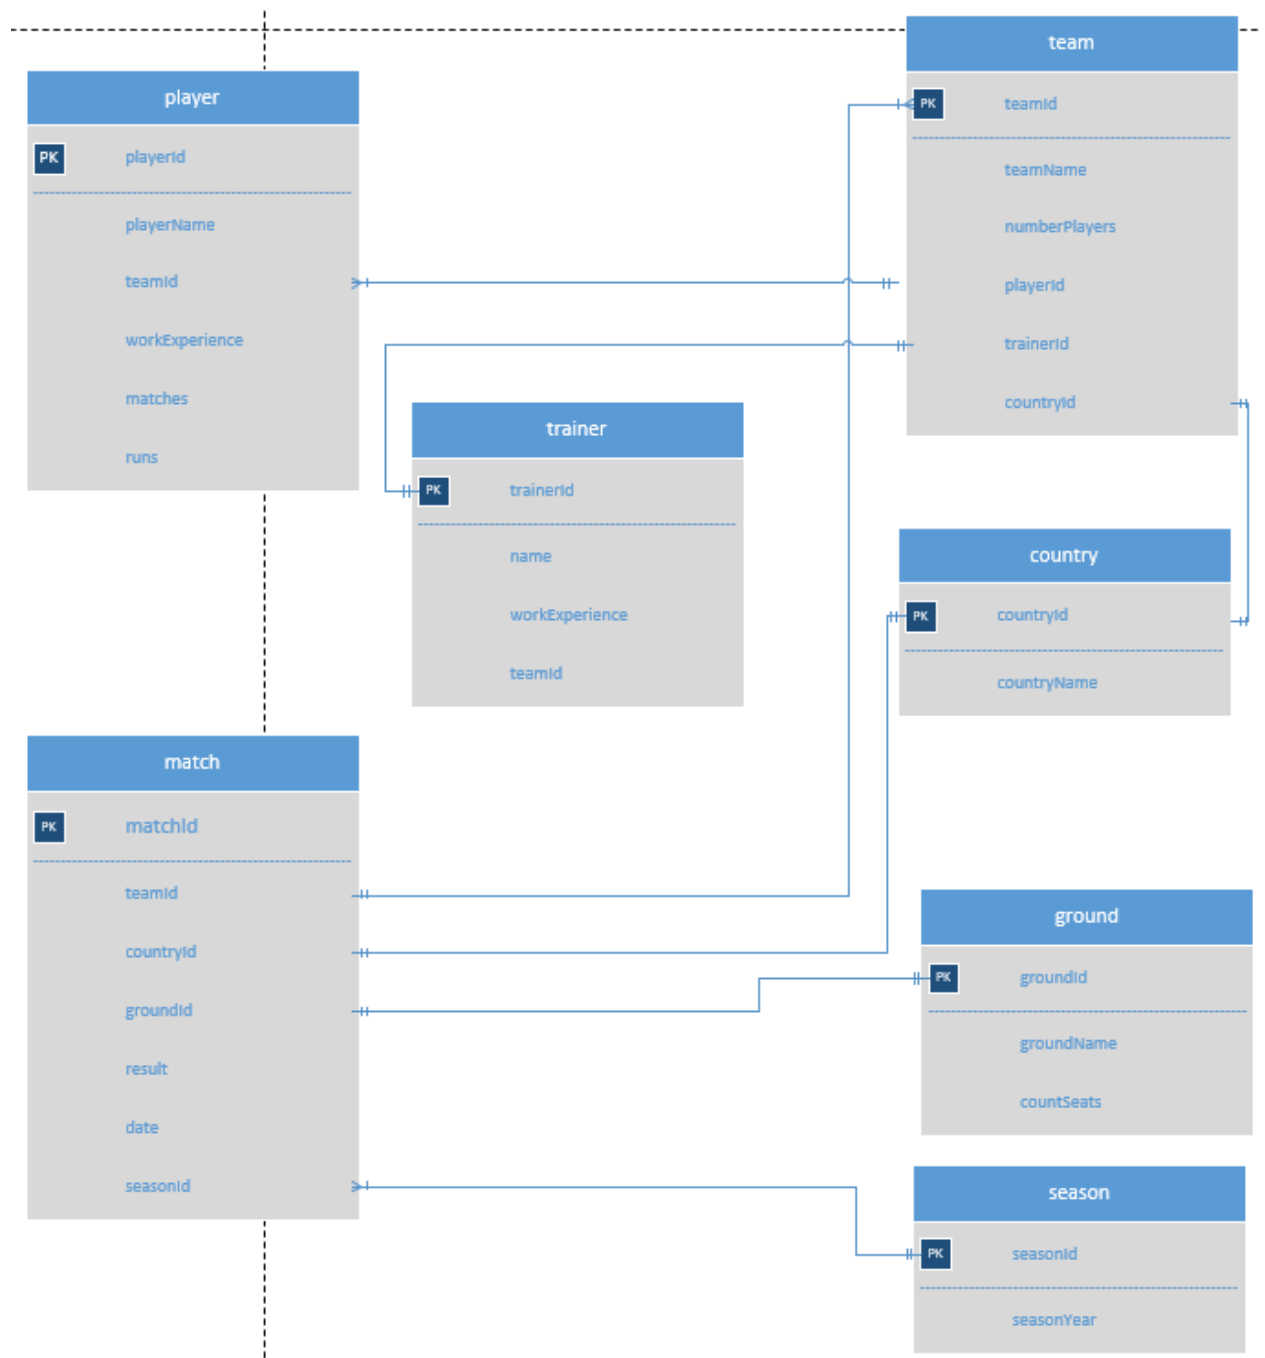 player
PK playerId
playerName
teamId
workExperience
matches
runs
team
PK teamId
teamName
numberPlayers
playerId
trainerId
countryId
trainer
PK trainerId
name
workExperience
teamId
country
PK countryId
countryName
match
PK matchId
teamId
countryId
groundId
result
date
seasonId
ground
PK groundId
groundName
countSeats
season
PK seasonId
seasonYear